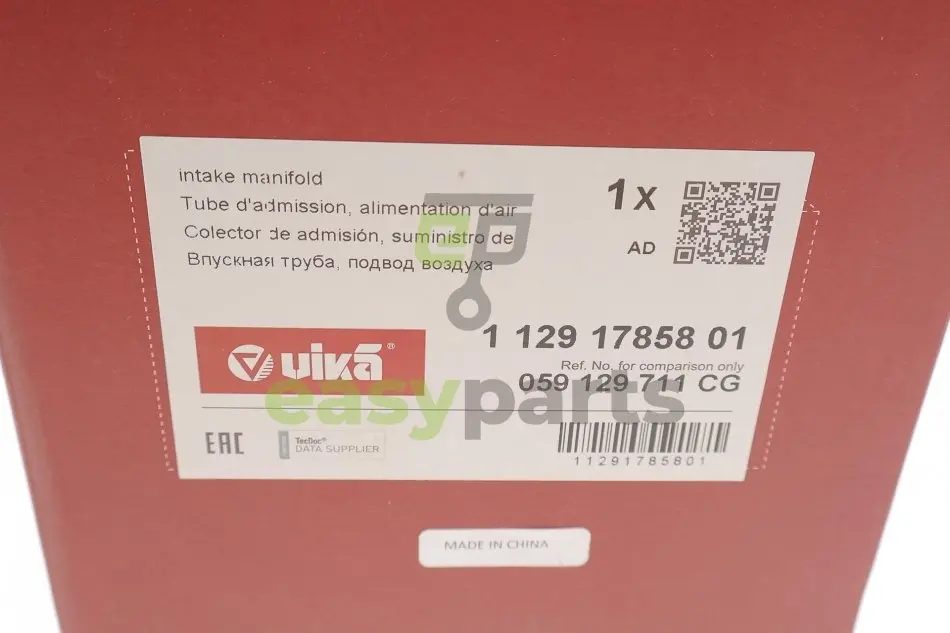 intake manifold
Tube d'admission, alimentation d'air
Colector de admisión, suministro de
Впускная труба, подвод воздуха
1x
AD
vikā®
1 129 17858 01
Ref. No. for comparison only
059 129 711 CG
easyparts
EAC
TecDoc®
DATA SUPPLIER
11291785801
MADE IN CHINA